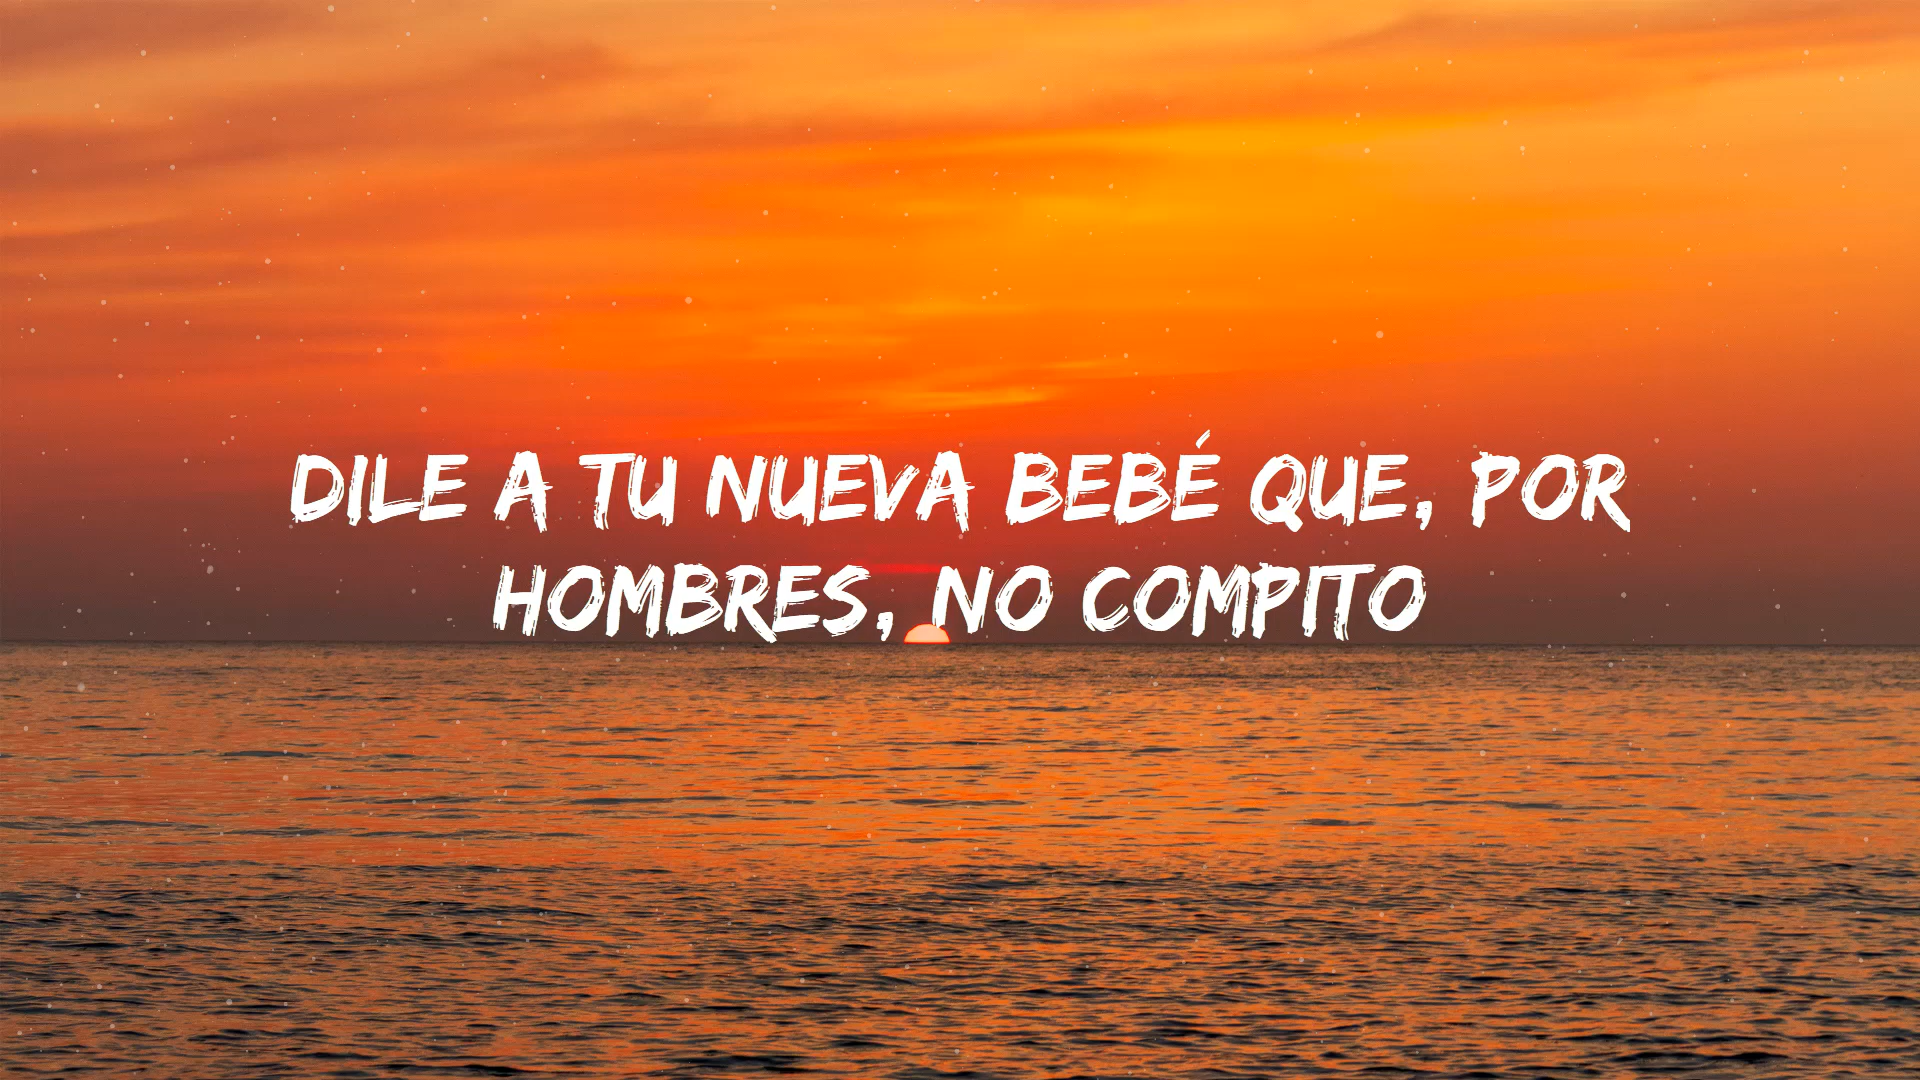 DILE A TU NUEVA BEBÉ QUE, POR
HOMBRES, NO COMPITO